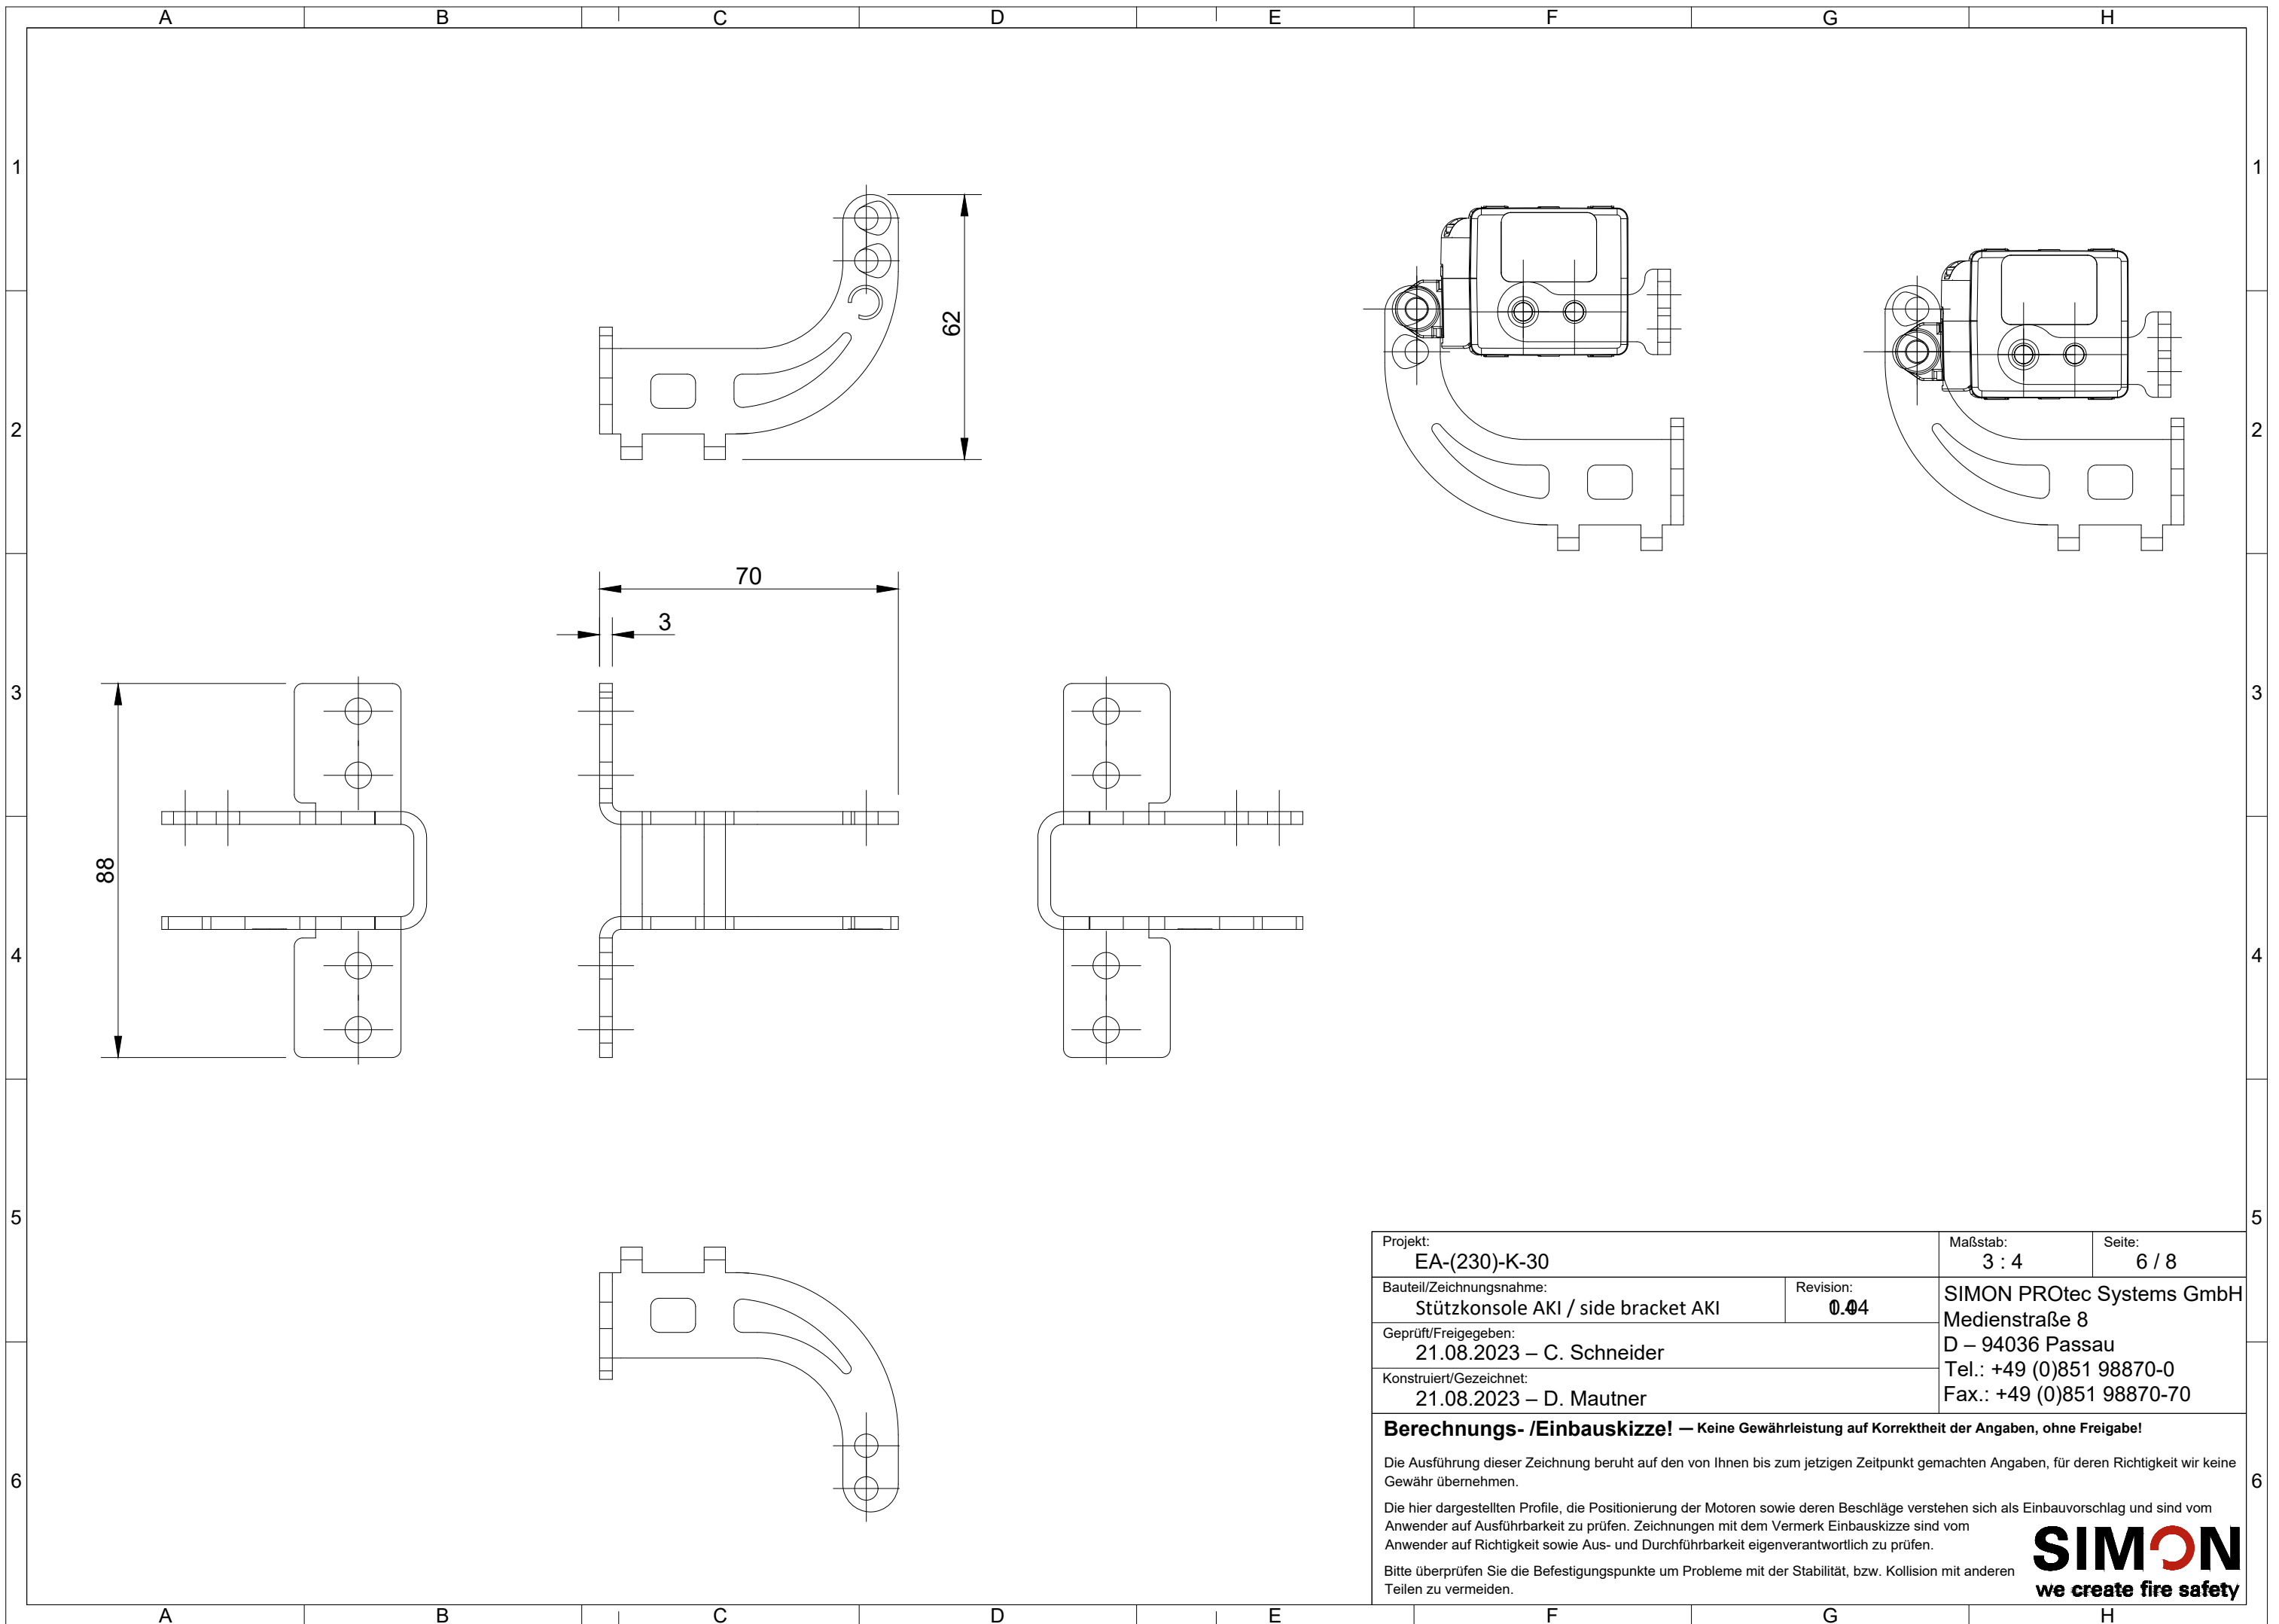 A B C D E F G H
1 1
2 2
3 3
4 4
5 5
6 6
62
70
3
88
Projekt:
EA-(230)-K-30
Maßstab:
3 : 4
Seite:
6 / 8
Bauteil/Zeichnungsnahme:
Stützkonsole AKI / side bracket AKI
Revision:
Geprüft/Freigegeben:
21.08.2023 – C. Schneider
Konstruiert/Gezeichnet:
21.08.2023 – D. Mautner
SIMON PROtec Systems GmbH
Medienstraße 8
D – 94036 Passau
Tel.: +49 (0)851 98870-0
Fax.: +49 (0)851 98870-70
Berechnungs- /Einbauskizze! — Keine Gewährleistung auf Korrektheit der Angaben, ohne Freigabe!
Die Ausführung dieser Zeichnung beruht auf den von Ihnen bis zum jetzigen Zeitpunkt gemachten Angaben, für deren Richtigkeit wir keine
Gewähr übernehmen.
Die hier dargestellten Profile, die Positionierung der Motoren sowie deren Beschläge verstehen sich als Einbauvorschlag und sind vom
Anwender auf Ausführbarkeit zu prüfen. Zeichnungen mit dem Vermerk Einbauskizze sind vom
Anwender auf Richtigkeit sowie Aus- und Durchführbarkeit eigenverantwortlich zu prüfen.
Bitte überprüfen Sie die Befestigungspunkte um Probleme mit der Stabilität, bzw. Kollision mit anderen
Teilen zu vermeiden.
SIMON
we create fire safety
A B C D E F G H